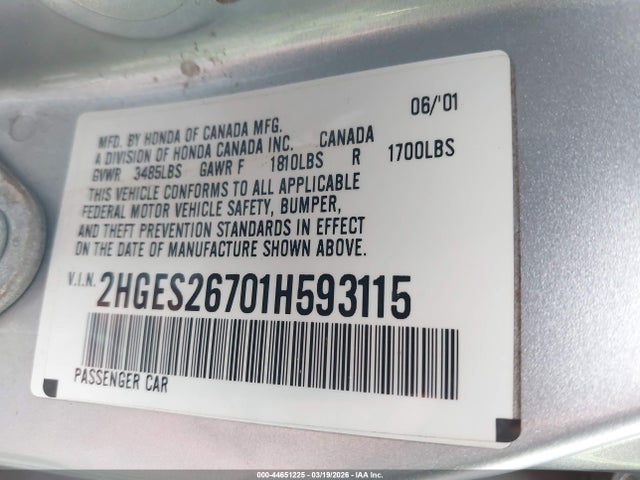 06/'01
MFD. BY HONDA OF CANADA MFG.
A DIVISION OF HONDA CANADA INC. CANADA
GVWR 3485LBS GAWR F 1810LBS R 1700LBS
THIS VEHICLE CONFORMS TO ALL APPLICABLE
FEDERAL MOTOR VEHICLE SAFETY, BUMPER,
AND THEFT PREVENTION STANDARDS IN EFFECT
ON THE DATE OF MANUFACTURE SHOWN ABOVE.
V.I.N. 2HGES26701H593115
PASSENGER CAR
000-44651225 - 03/19/2026 - IAA Inc.